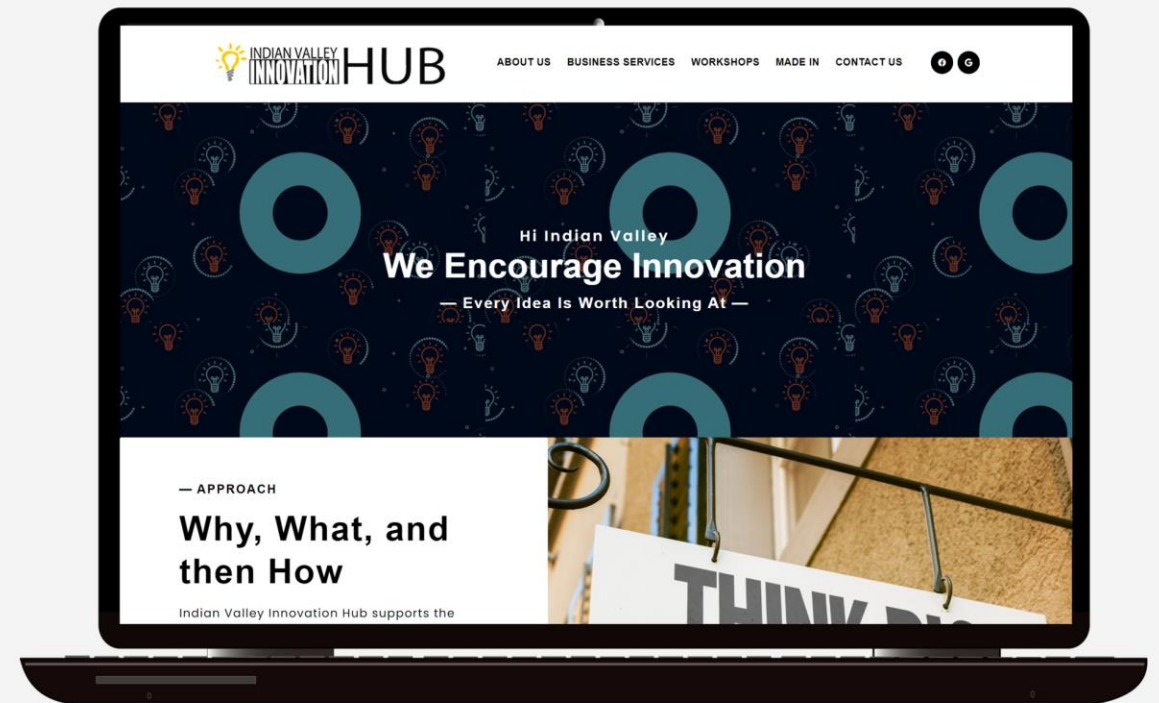 INDIAN VALLEY
INNOVATION HUB
ABOUT US BUSINESS SERVICES WORKSHOPS MADE IN CONTACT US
G
Hi Indian Valley
We Encourage Innovation
— Every Idea Is Worth Looking At —
— APPROACH
Why, What, and
then How
Indian Valley Innovation Hub supports the
THINK